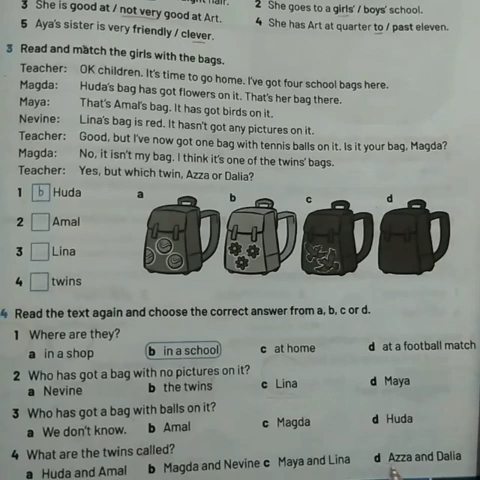 3 She is good at / not very good at Art.
2 She goes to a girls' / boys' school.
5 Aya's sister is very friendly / clever.
4 She has Art at quarter to / past eleven.
3 Read and match the girls with the bags.
Teacher: OK children. It's time to go home. I've got four school bags here.
Magda: Huda's bag has got flowers on it. That's her bag there.
Maya: That's Amal's bag. It has got birds on it.
Nevine: Lina's bag is red. It hasn't got any pictures on it.
Teacher: Good, but I've now got one bag with tennis balls on it. Is it your bag, Magda?
Magda: No, it isn't my bag. I think it's one of the twins' bags.
Teacher: Yes, but which twin, Azza or Dalia?
1 b Huda
2 Amal
3 Lina
4 twins
a b c d
4 Read the text again and choose the correct answer from a, b, c or d.
1 Where are they?
a in a shop b in a school c at home d at a football match
2 Who has got a bag with no pictures on it?
a Nevine b the twins c Lina d Maya
3 Who has got a bag with balls on it?
a We don't know. b Amal c Magda d Huda
4 What are the twins called?
a Huda and Amal b Magda and Nevine c Maya and Lina d Azza and Dalia